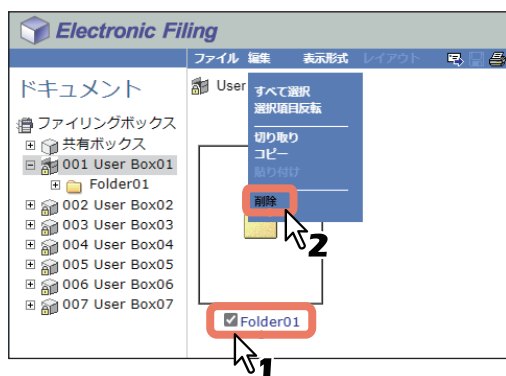 Electronic Filing
ファイル 編集 表示形式 レイアウト
ドキュメント
ファイリングボックス
共有ボックス
001 User Box01
Folder01
002 User Box02
003 User Box03
004 User Box04
005 User Box05
006 User Box06
007 User Box07
User
すべて選択
選択項目反転
切り取り
コピー
貼り付け
削除
2
Folder01
1